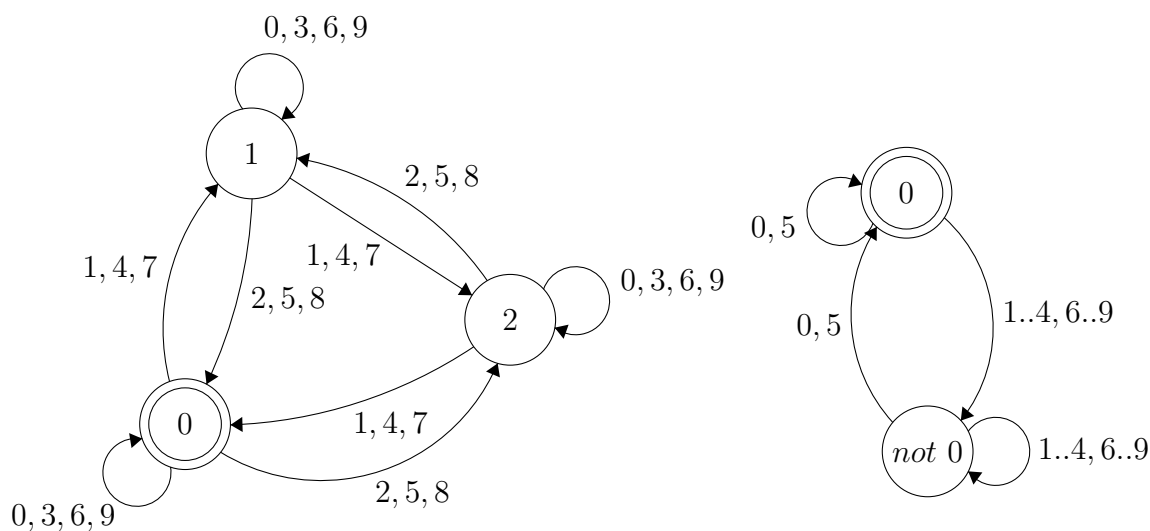 0, 3, 6, 9
1
2, 5, 8
1, 4, 7
1, 4, 7
2, 5, 8
2
0, 3, 6, 9
0
1, 4, 7
2, 5, 8
0, 3, 6, 9
0
0, 5
0, 5
1..4, 6..9
not 0
1..4, 6..9